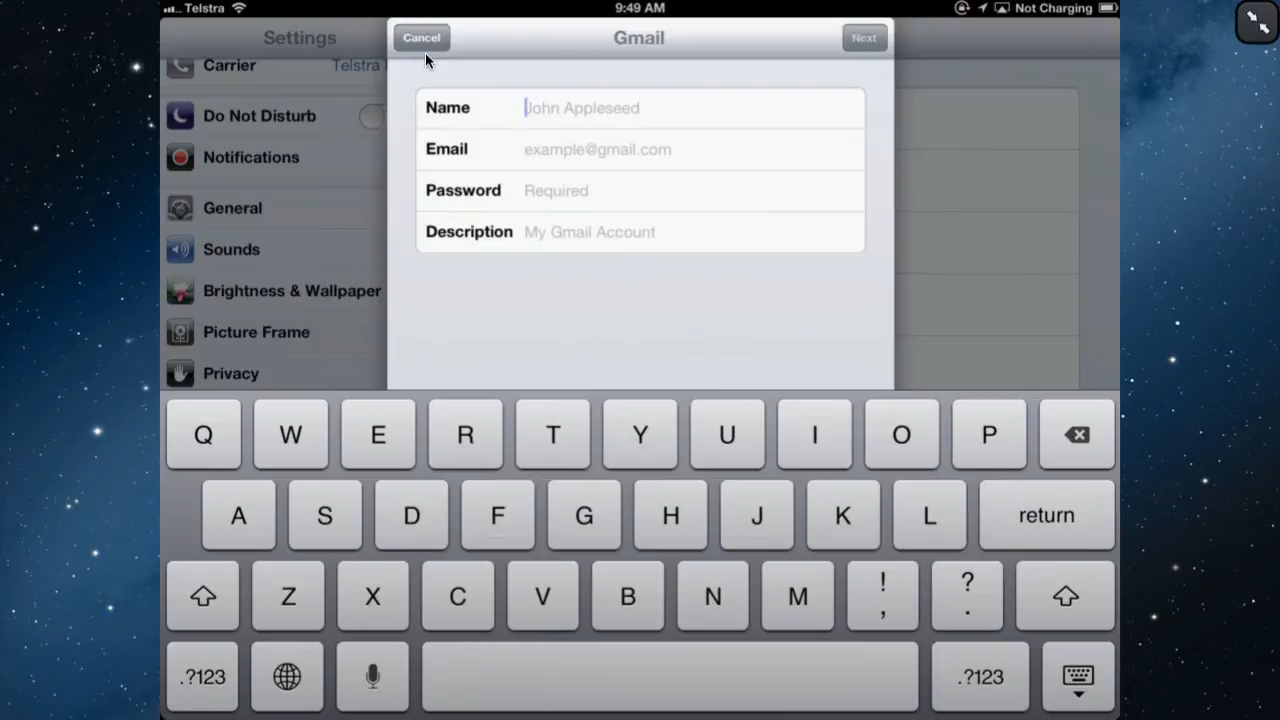 Telstra 9:49 AM Not Charging
Settings Cancel Gmail Next
Carrier Telstra
Name John Appleseed
Do Not Disturb
Email example@gmail.com
Notifications
Password Required
General
Description My Gmail Account
Sounds
Brightness & Wallpaper
Picture Frame
Privacy
Q W E R T Y U I O P
A S D F G H J K L return
Z X C V B N M ! , ? .
.?123 .?123